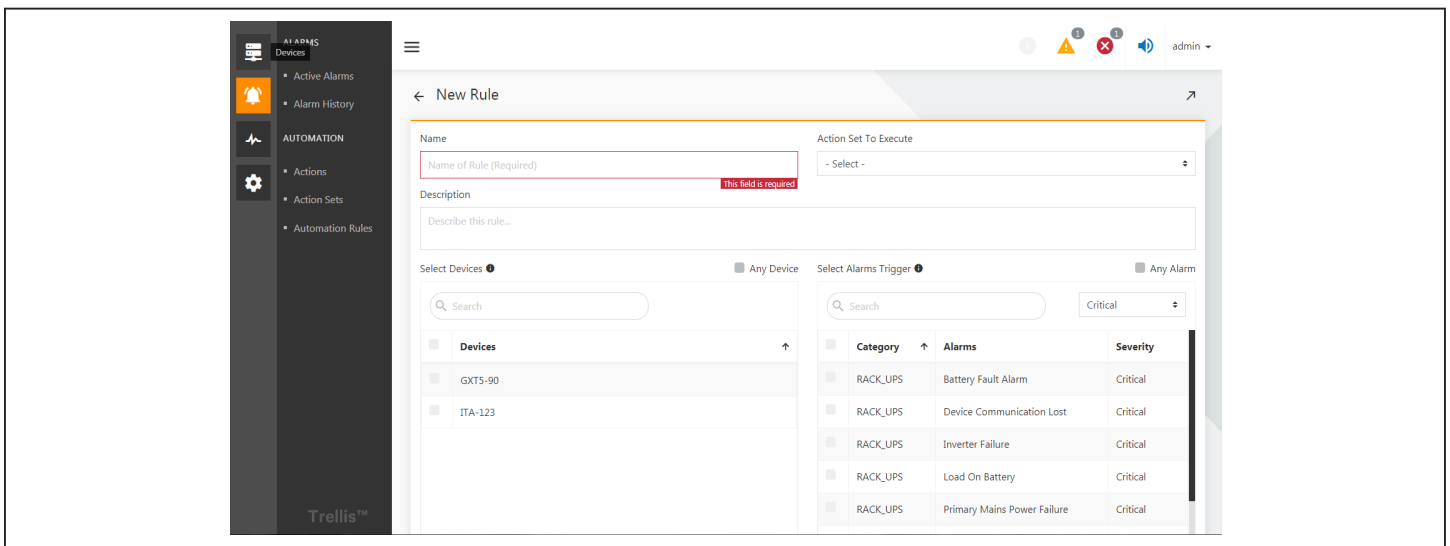 ALARMS
Devices
Active Alarms
Alarm History
AUTOMATION
Actions
Action Sets
Automation Rules
Trellis™
1
1
admin
New Rule
Name
Action Set To Execute
Name of Rule (Required)
- Select -
This field is required
Description
Describe this rule...
Select Devices
Any Device
Select Alarms Trigger
Any Alarm
Search
Search
Critical
Devices
Category Alarms Severity
GXT5-90
RACK_UPS Battery Fault Alarm Critical
ITA-123
RACK_UPS Device Communication Lost Critical
RACK_UPS Inverter Failure Critical
RACK_UPS Load On Battery Critical
RACK_UPS Primary Mains Power Failure Critical